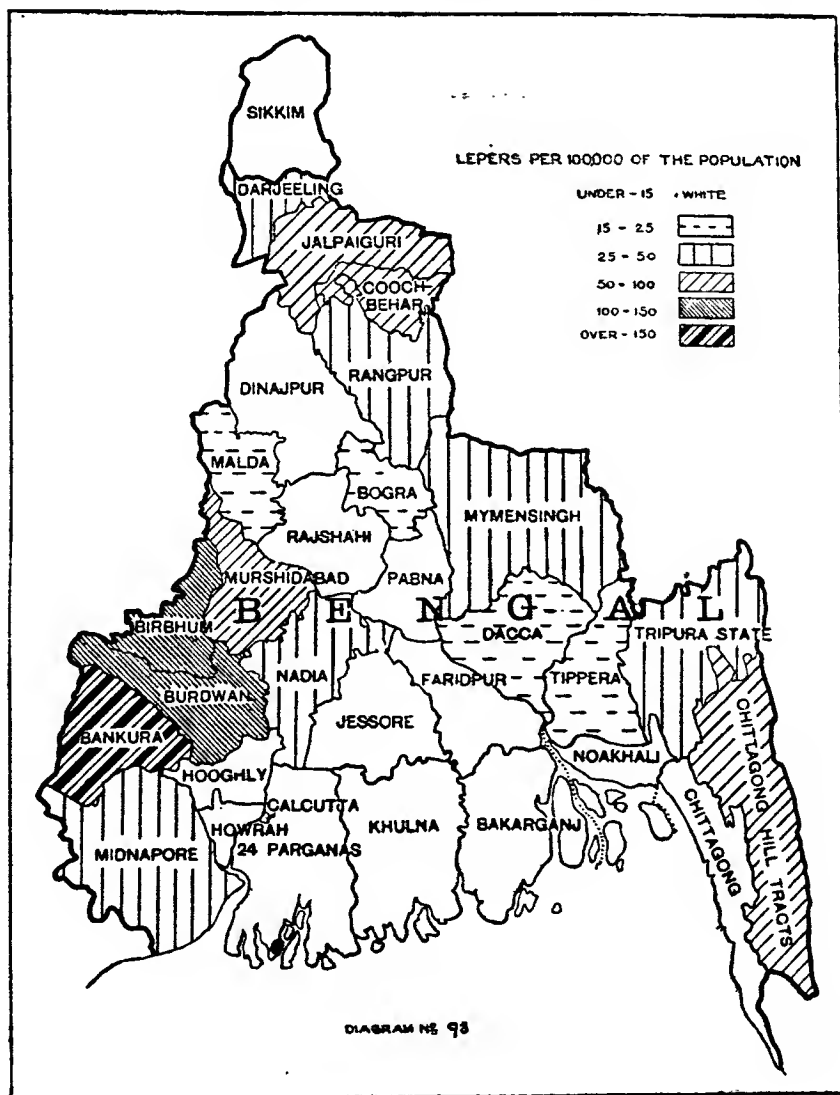 SIKKIM
LEPERS PER 100,000 OF THE POPULATION
UNDER - 15 WHITE
15 - 25
25 - 50
50 - 100
100 - 150
OVER - 150
DARJEELING
JALPAIGURI
COOCH
BEHAR
RANGPUR
DINAJPUR
MALDA
BOGRA
MYMENSINGH
RAJSHAHI
MURSHIDABAD
PABNA
BENGAL
BIRBHUM
DACCA
TRIPURA STATE
NADIA
FARIDPUR
TIPPERA
BURDWAN
BANKURA
JESSORE
NOAKHALI
HOOGHLY
CALCUTTA
HOWRAH
24 PARGANAS
KHULNA
BAKARGANJ
MIDNAPORE
CHITTAGONG
CHITTAGONG HILL TRACTS
DIAGRAM No. 93